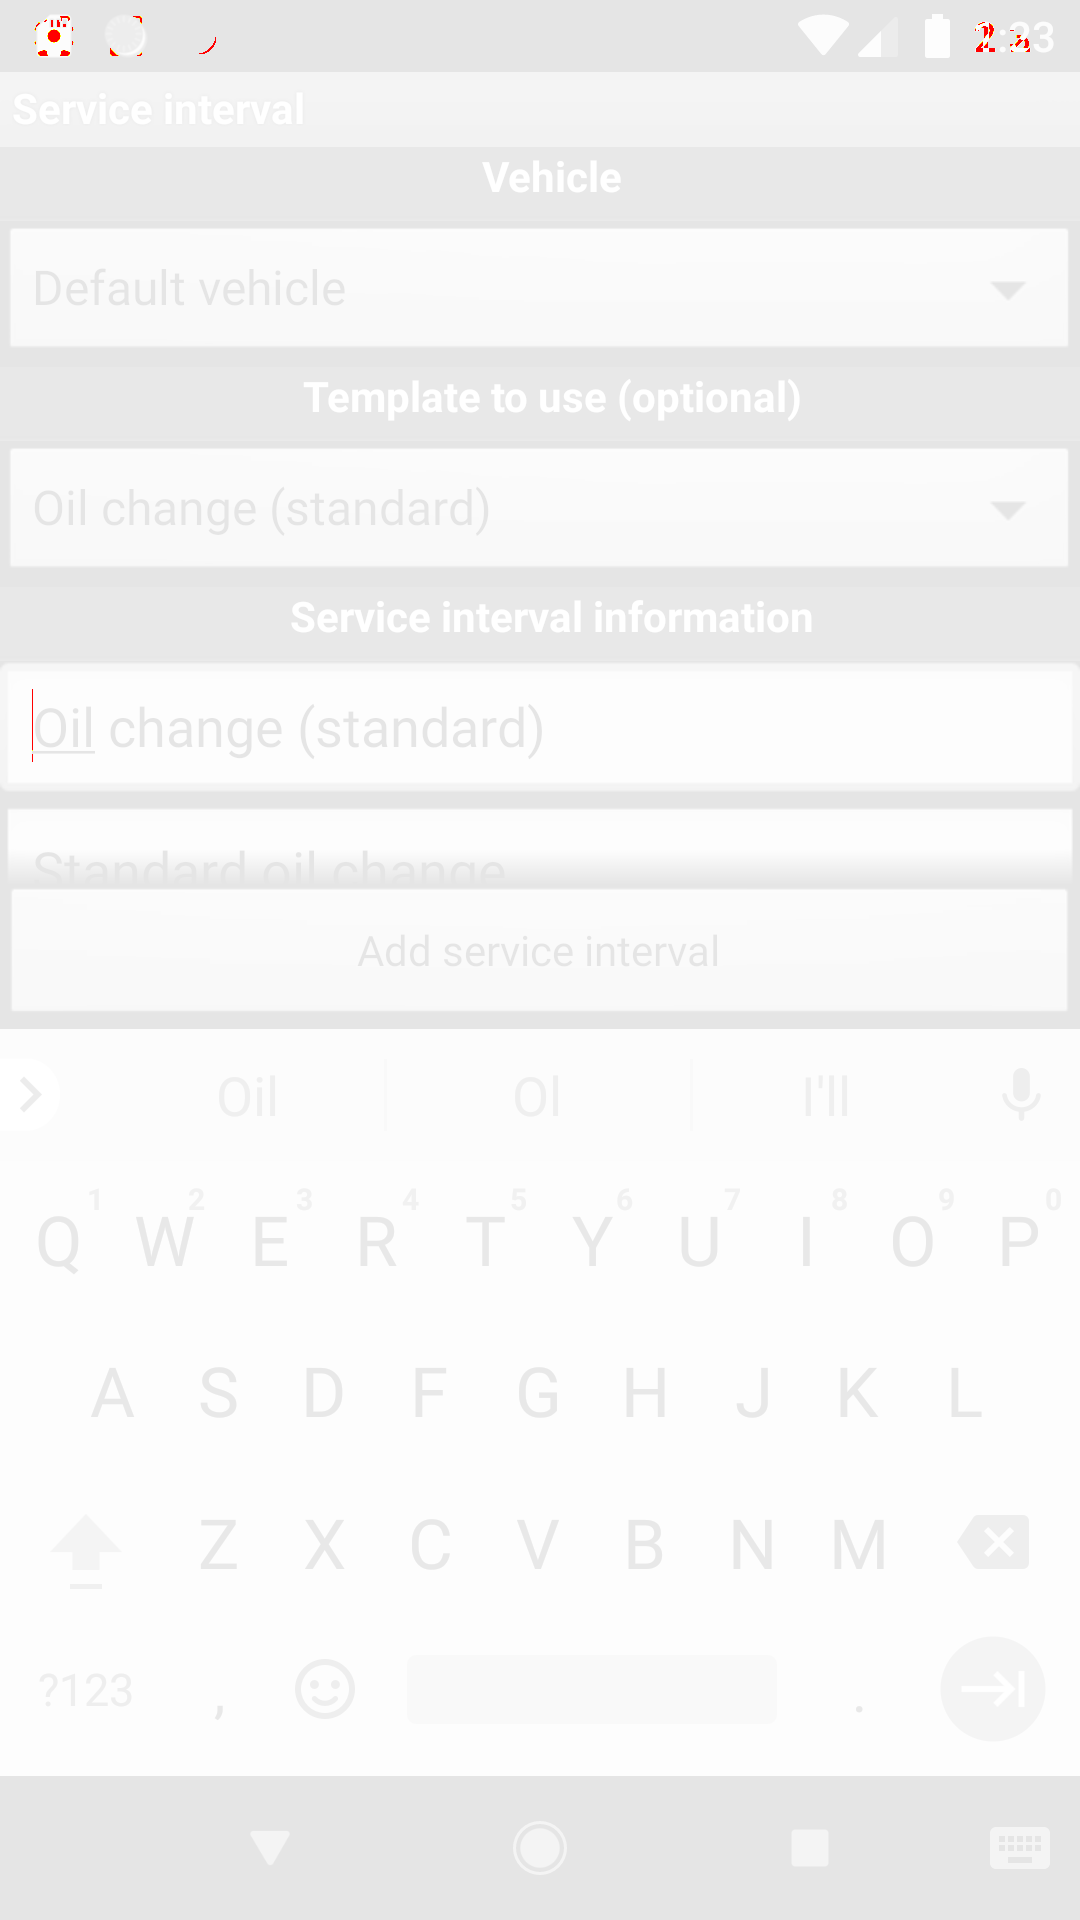 Service interval
Vehicle
Default vehicle
Template to use (optional)
Oil change (standard)
Service interval information
Oil change (standard)
Standard oil change
Add service interval
Oil Ol I'll
1 2 3 4 5 6 7 8 9 0
Q W E R T Y U I O P
A S D F G H J K L
Z X C V B N M
?123 , .